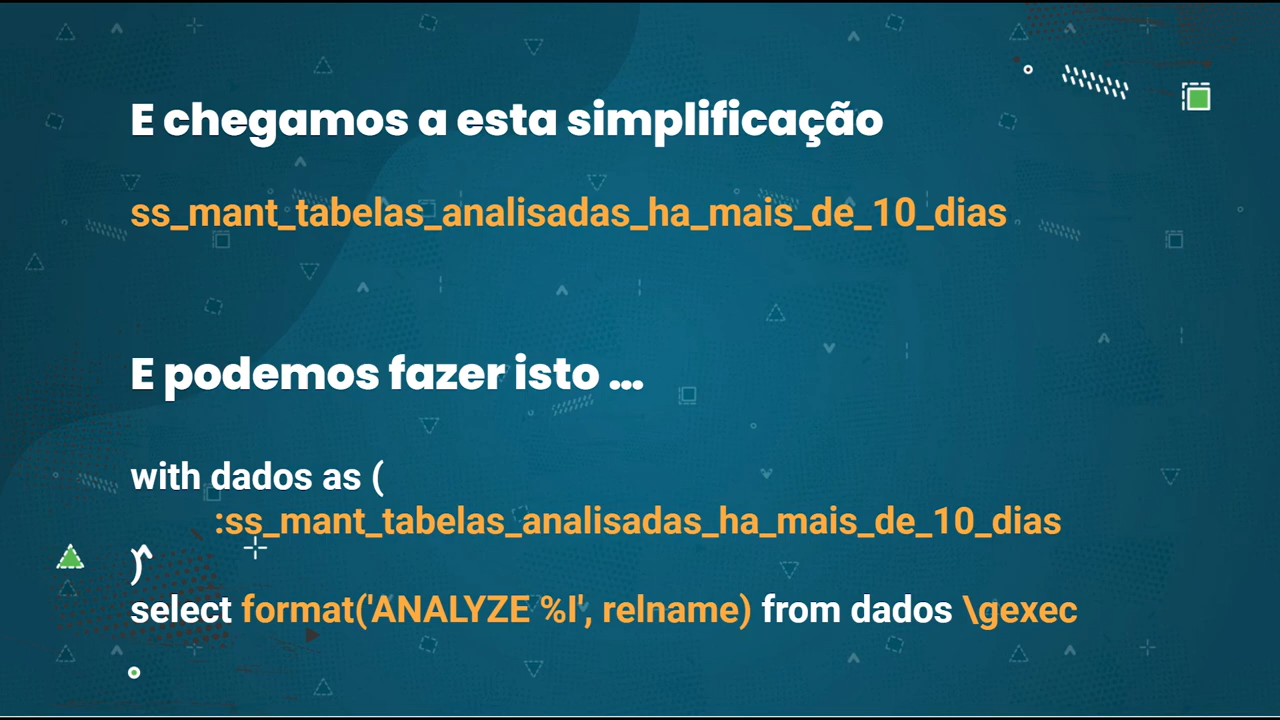 E chegamos a esta simplificação
ss_mant_tabelas_analisadas_ha_mais_de_10_dias
E podemos fazer isto ...
with dados as (
:ss_mant_tabelas_analisadas_ha_mais_de_10_dias
)
select format('ANALYZE %I', relname) from dados \gexec